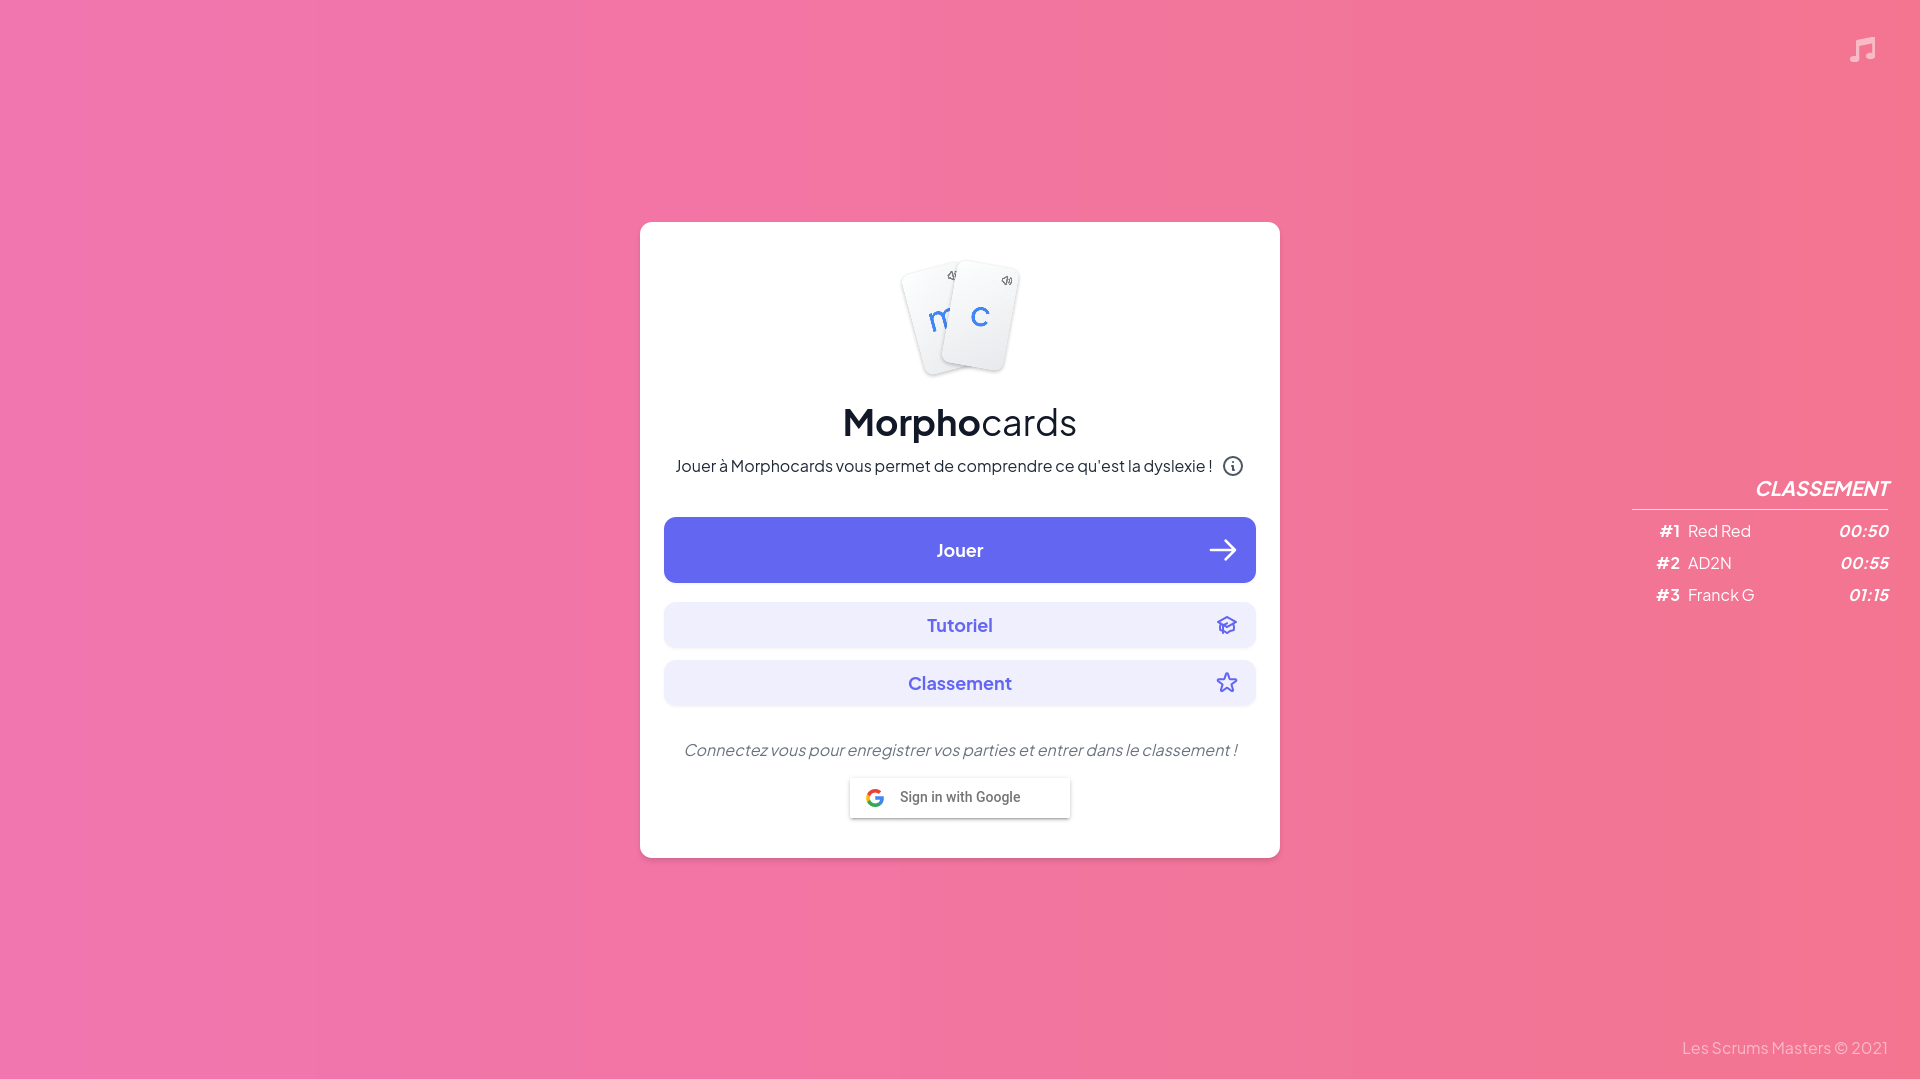 c
Morphocards
Jouer à Morphocards vous permet de comprendre ce qu'est la dyslexie !
Jouer
Tutoriel
Classement
Connectez vous pour enregistrer vos parties et entrer dans le classement !
Sign in with Google
CLASSEMENT
#1 Red Red 00:50
#2 AD2N 00:55
#3 Franck G 01:15
Les Scrums Masters © 2021